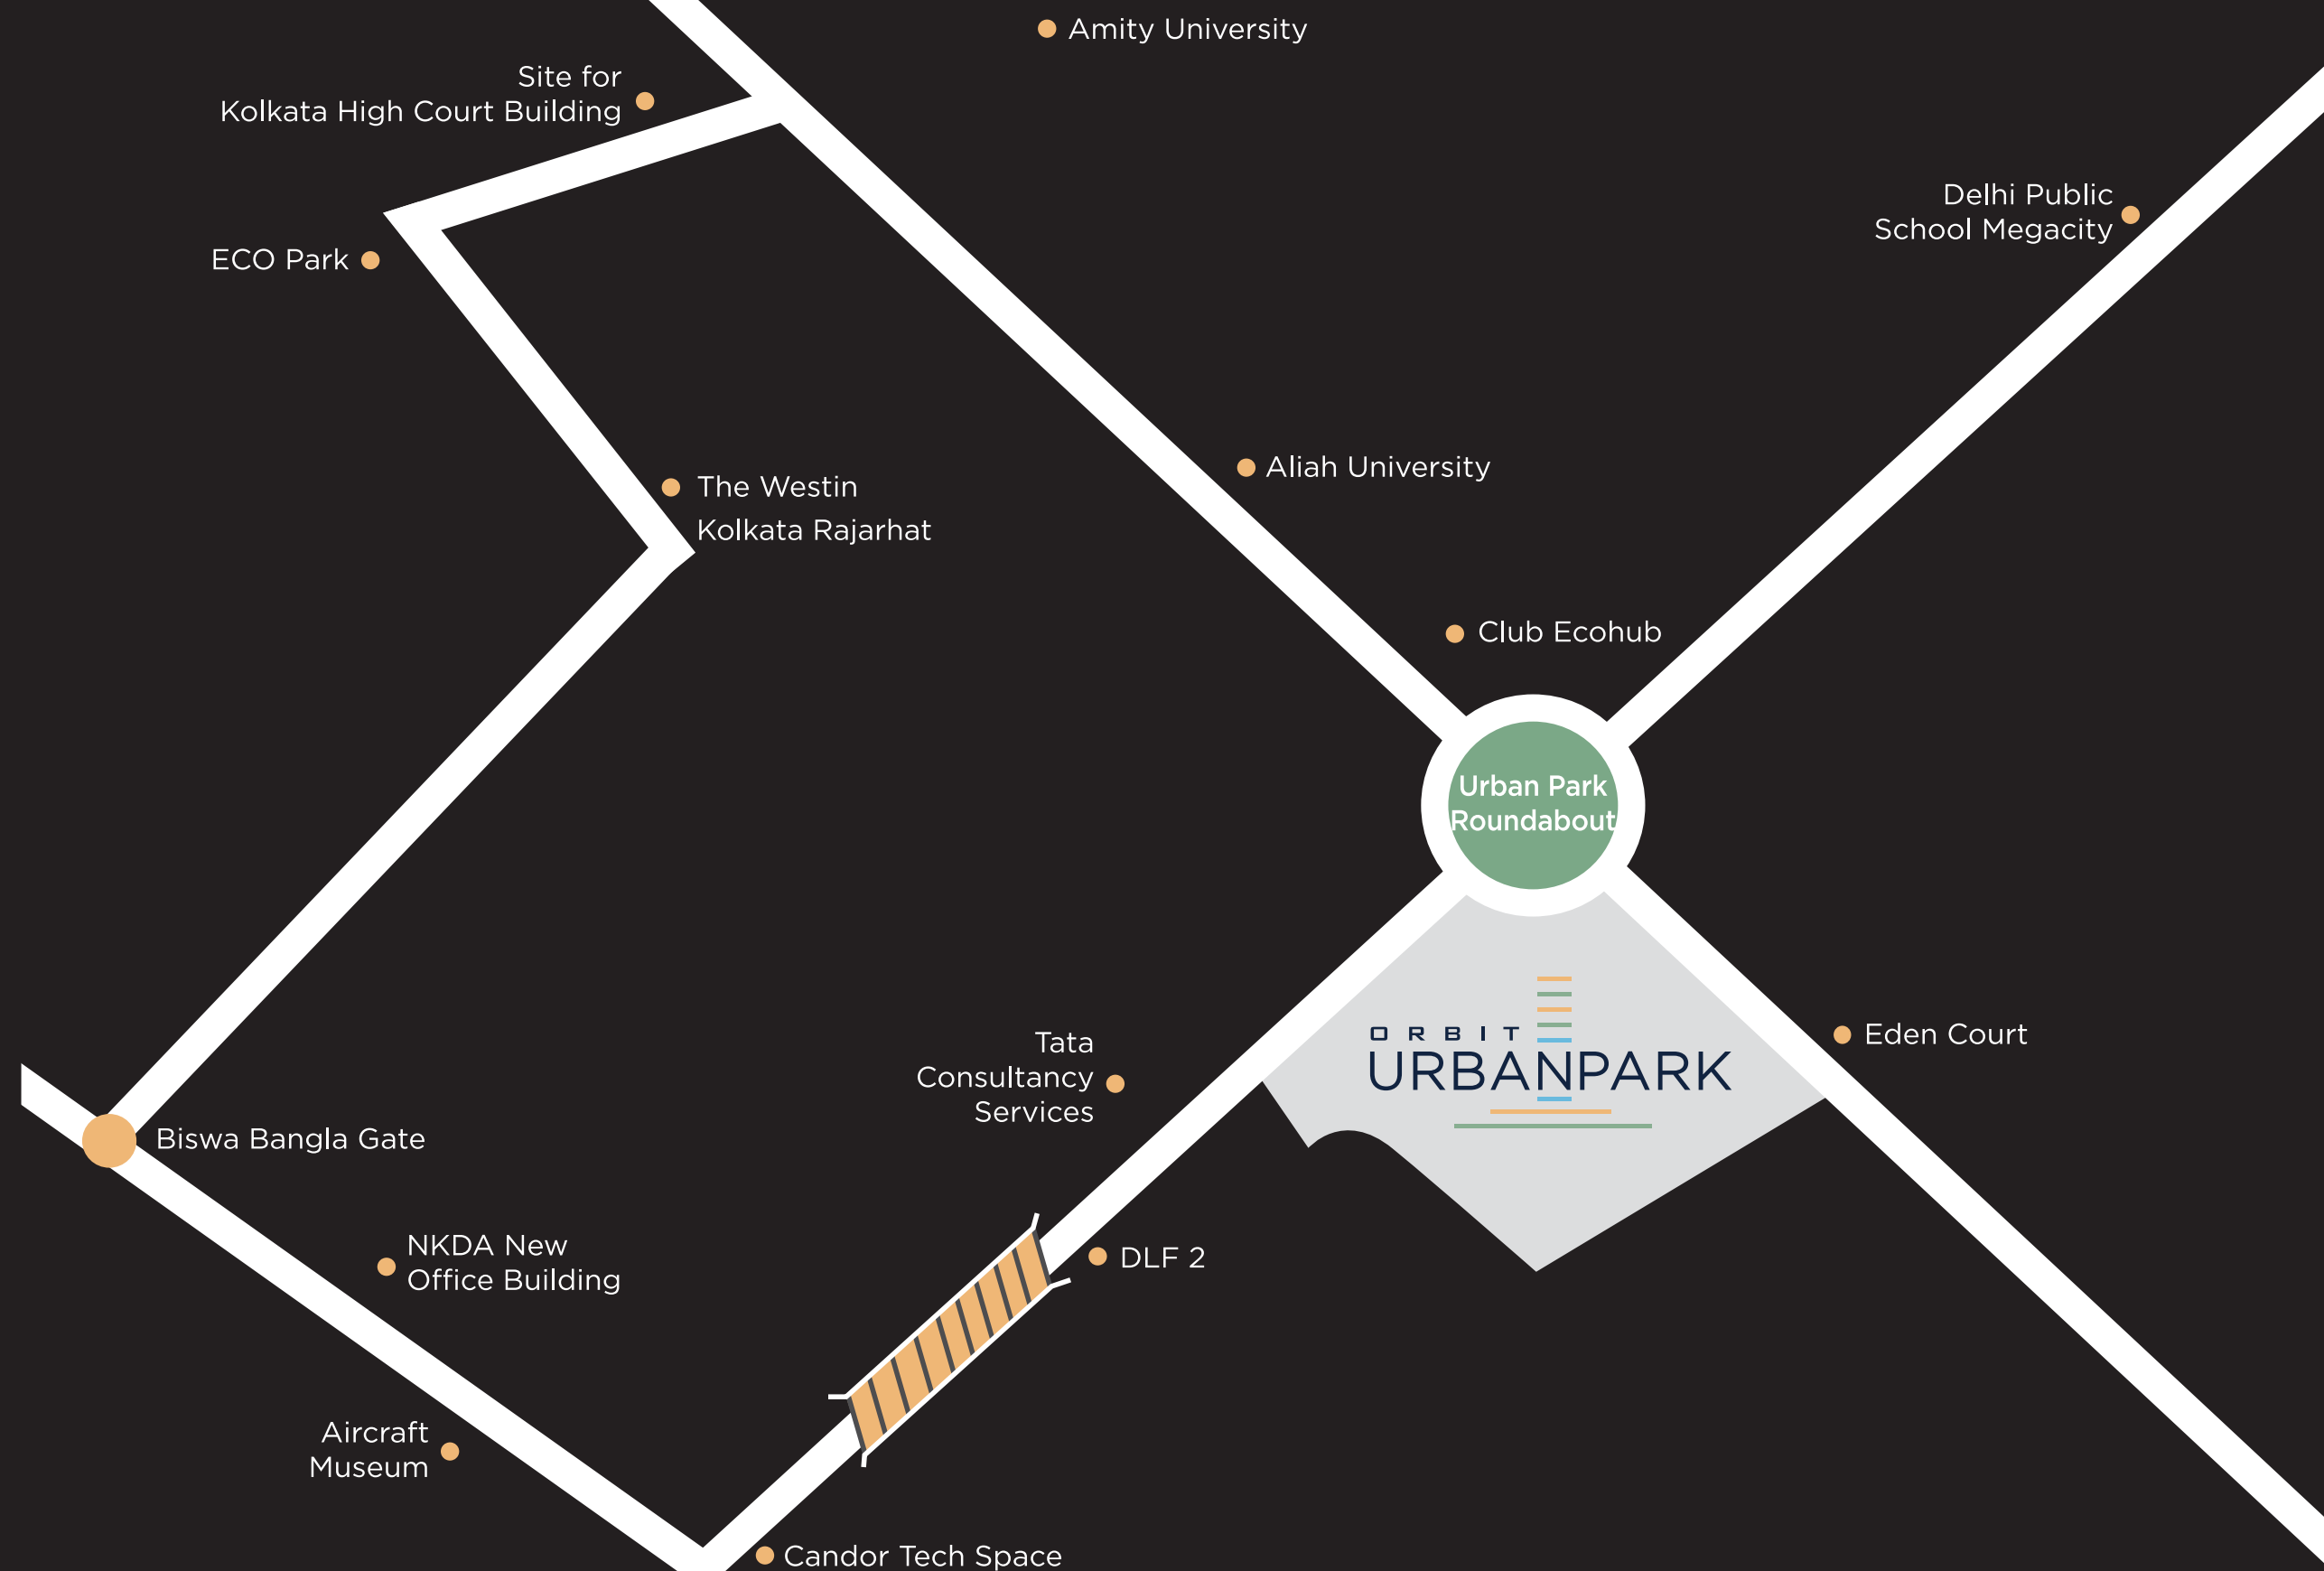 Amity University
Site for
Kolkata High Court Building
Delhi Public
School Megacity
ECO Park
Aliah University
The Westin
Kolkata Rajarhat
Club Ecohub
Urban Park
Roundabout
ORBIT
URBANPARK
Eden Court
Tata
Consultancy
Services
Biswa Bangla Gate
NKDA New
Office Building
DLF 2
Aircraft
Museum
Candor Tech Space